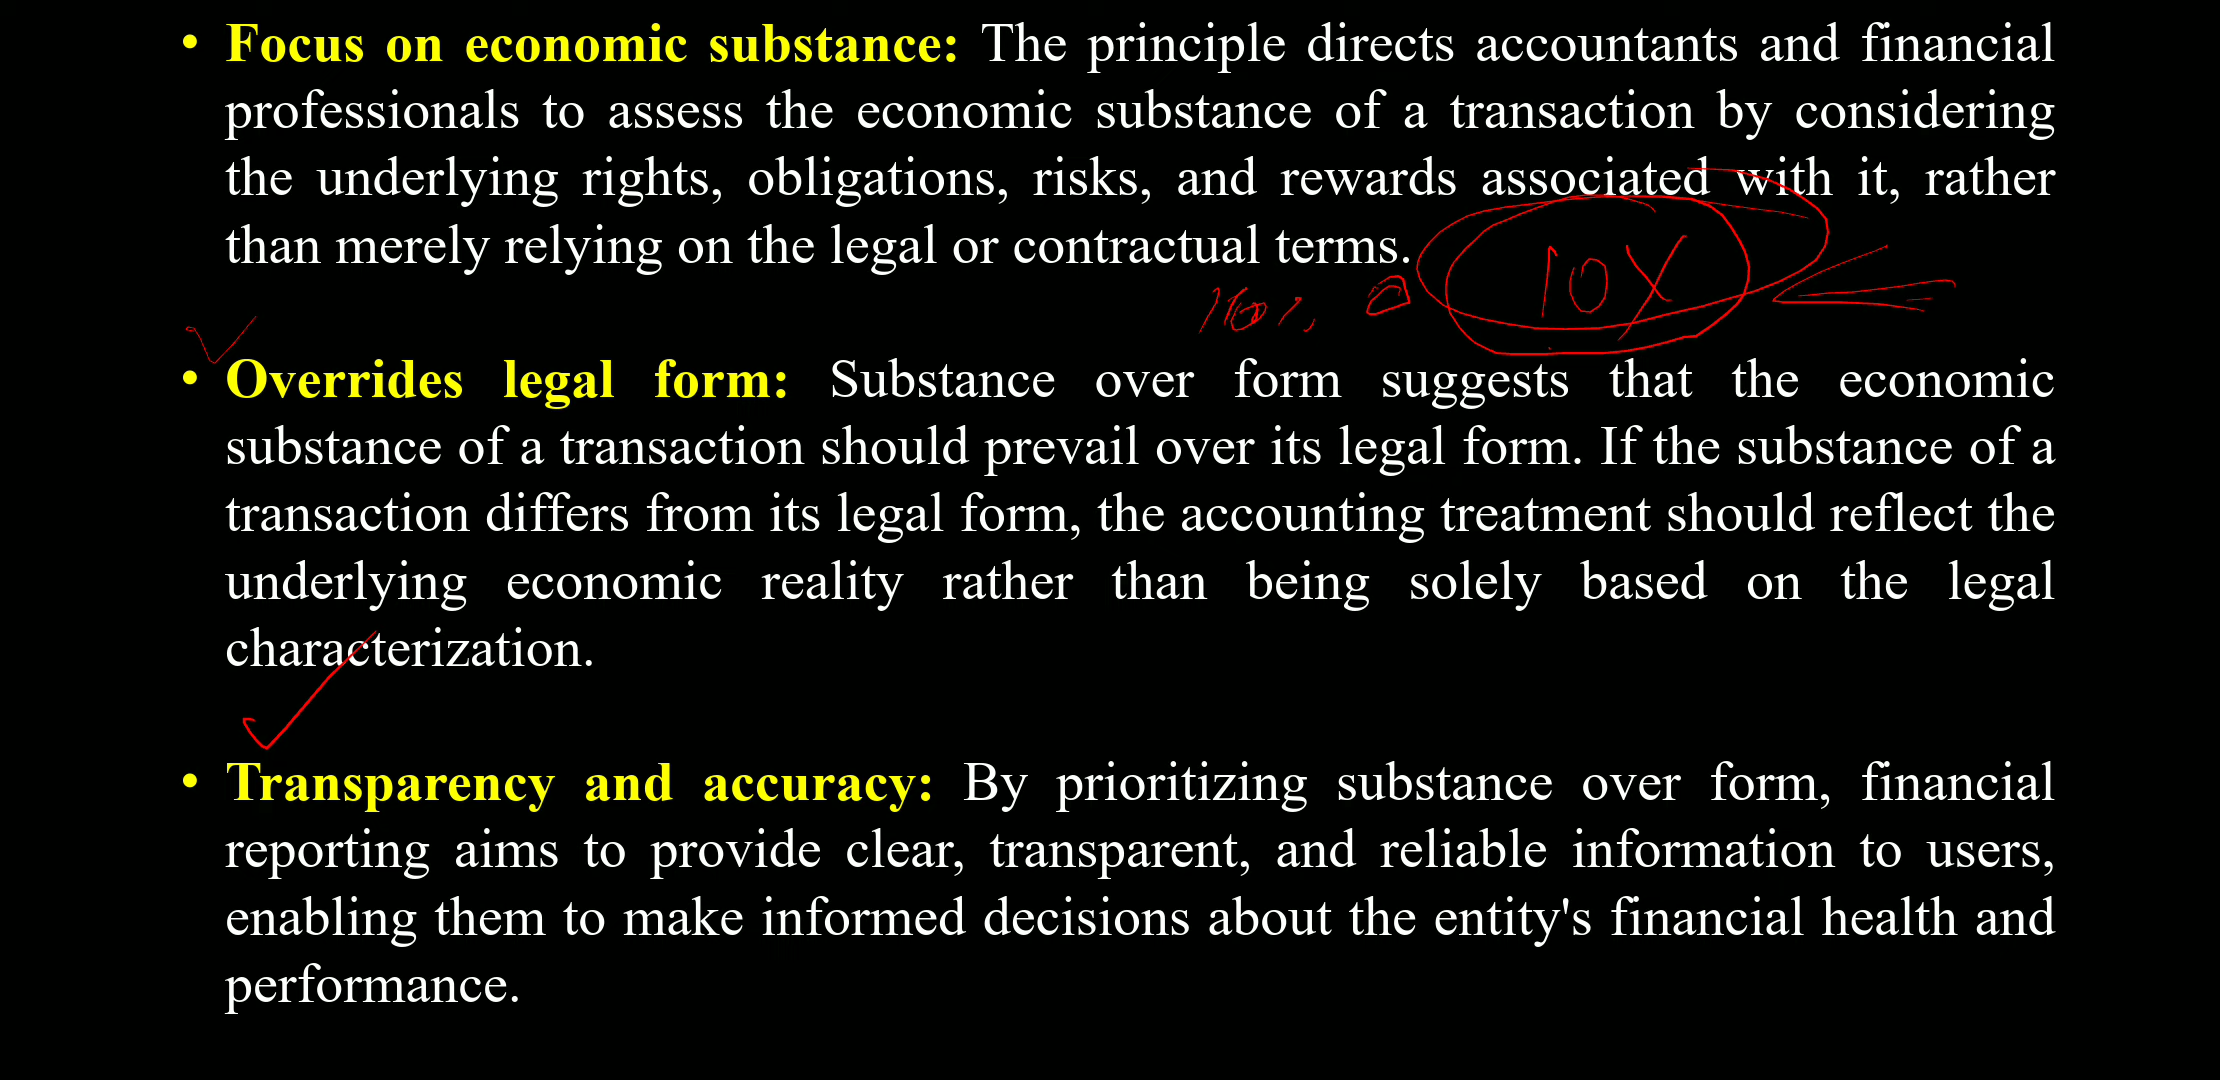 • Focus on economic substance: The principle directs accountants and financial
professionals to assess the economic substance of a transaction by considering
the underlying rights, obligations, risks, and rewards associated with it, rather
than merely relying on the legal or contractual terms.
10X
• Overrides legal form: Substance over form suggests that the economic
substance of a transaction should prevail over its legal form. If the substance of a
transaction differs from its legal form, the accounting treatment should reflect the
underlying economic reality rather than being solely based on the legal
characterization.
• Transparency and accuracy: By prioritizing substance over form, financial
reporting aims to provide clear, transparent, and reliable information to users,
enabling them to make informed decisions about the entity's financial health and
performance.